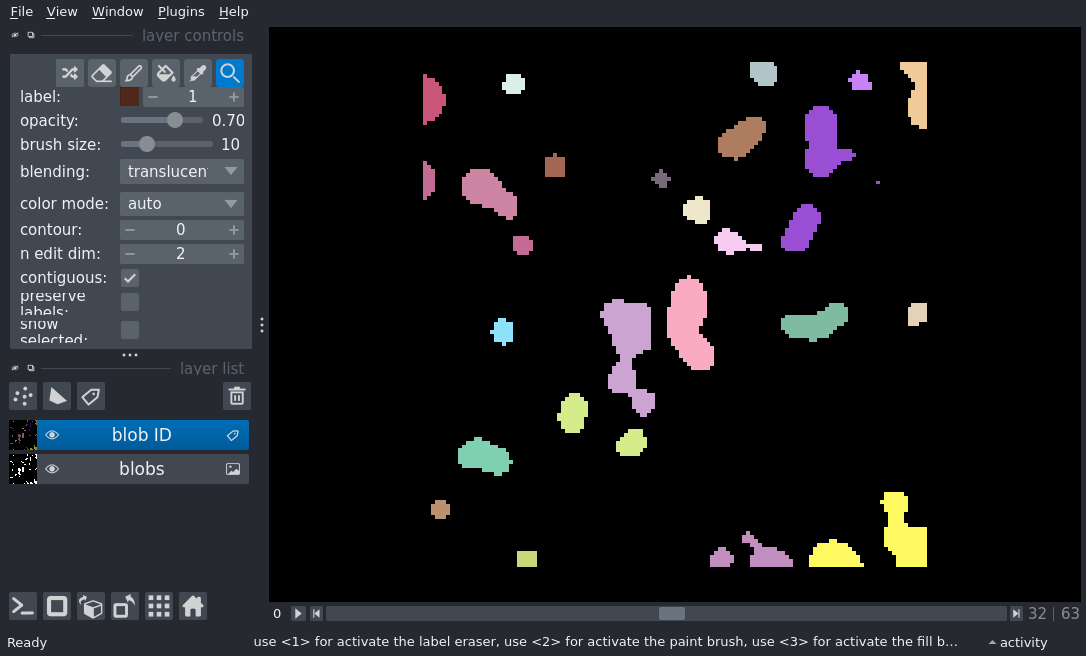 File View Window Plugins Help
layer controls
label: 1
opacity: 0.70
brush size: 10
blending: translucen
color mode: auto
contour: 0
n edit dim: 2
contiguous:
preserve
labels:
show
selected:
layer list
blob ID
blobs
0 32 63
Ready use <1> for activate the label eraser, use <2> for activate the paint brush, use <3> for activate the fill b... activity